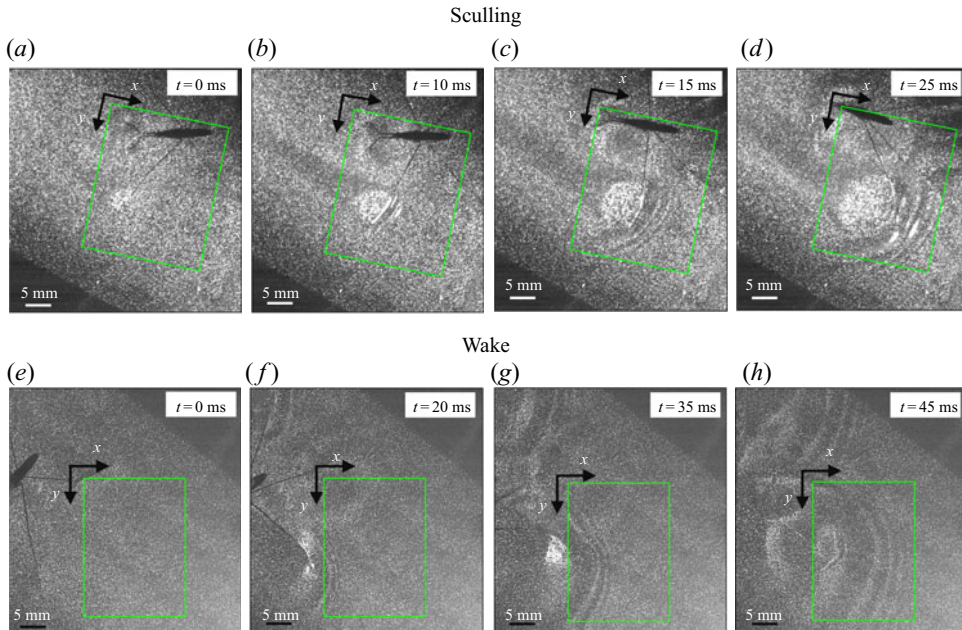 Sculling
(a) (b) (c) (d)
t = 0 ms t = 10 ms t = 15 ms t = 25 ms
x x x x
y y y y
5 mm 5 mm 5 mm 5 mm
Wake
(e) (f) (g) (h)
t = 0 ms t = 20 ms t = 35 ms t = 45 ms
x x x x
y y y y
5 mm 5 mm 5 mm 5 mm